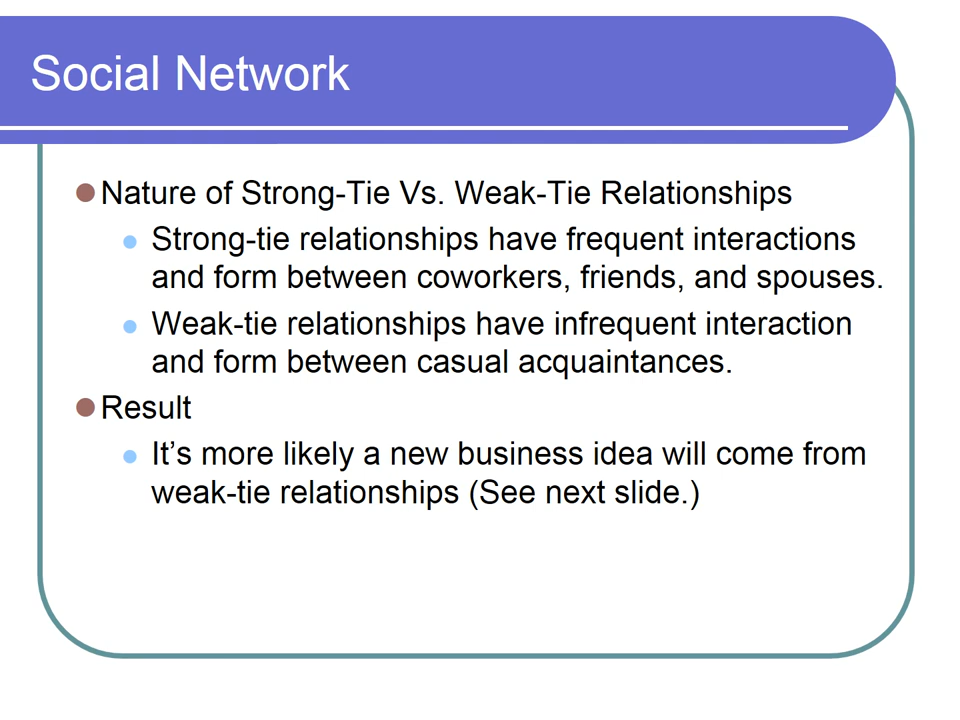 Social Network
Nature of Strong-Tie Vs. Weak-Tie Relationships
Strong-tie relationships have frequent interactions
and form between coworkers, friends, and spouses.
Weak-tie relationships have infrequent interaction
and form between casual acquaintances.
Result
It’s more likely a new business idea will come from
weak-tie relationships (See next slide.)